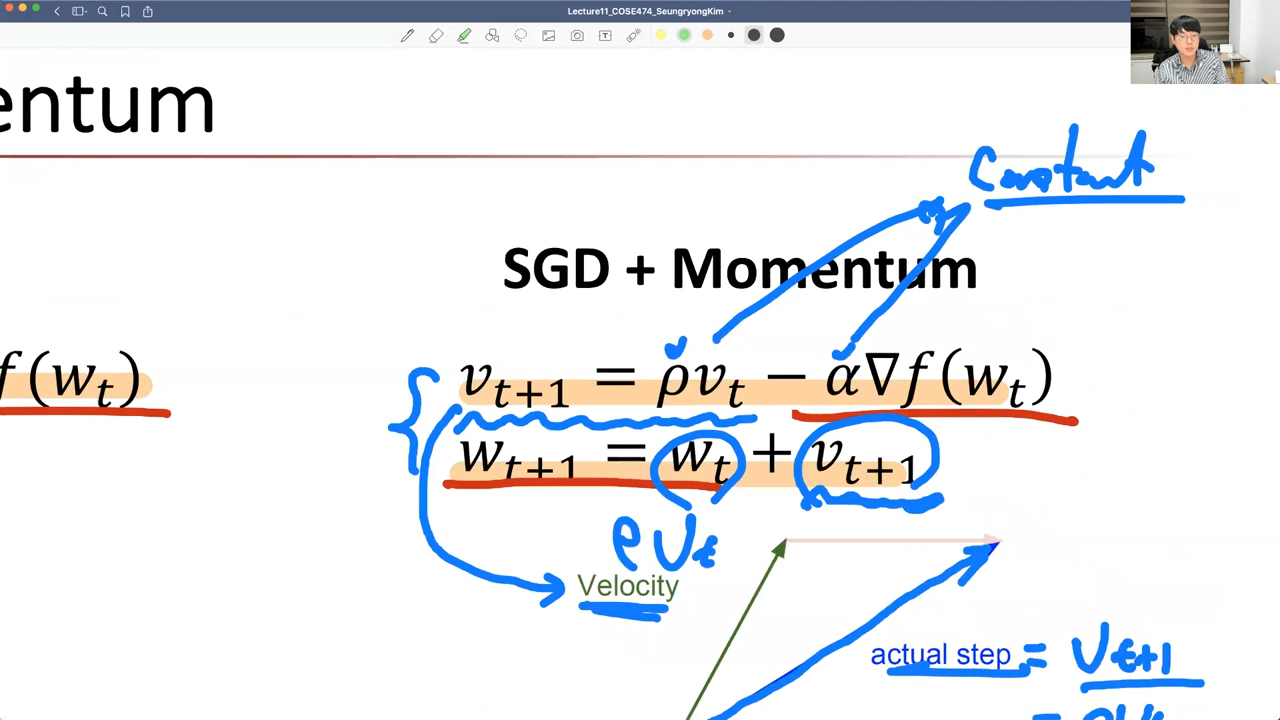 Lecture11_COSE474_SeungryongKim
entum
Constant
SGD + Momentum
f(w_t)
v_{t+1} = ρv_t − α∇f(w_t)
w_{t+1} = w_t + v_{t+1}
ρ v_t
Velocity
actual step = v_{t+1}
=